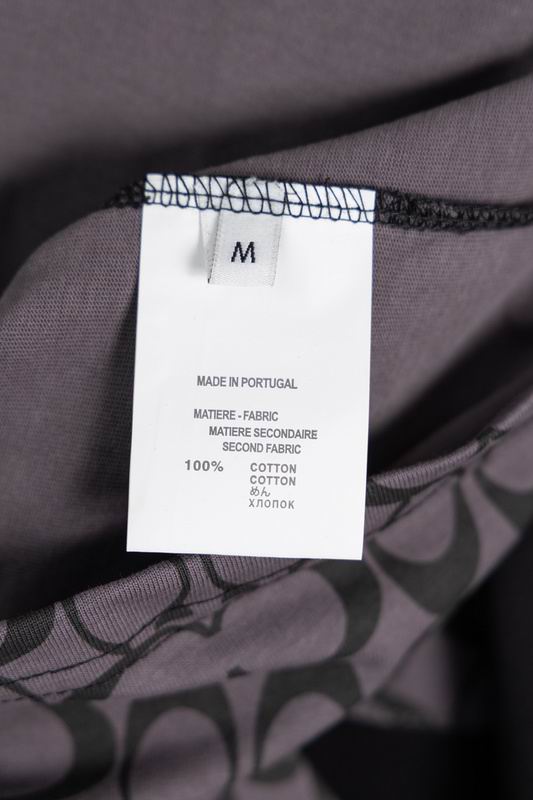 M
MADE IN PORTUGAL
MATIERE - FABRIC
MATIERE SECONDAIRE
SECOND FABRIC
100% COTTON
COTTON
めん
ХЛОПОК